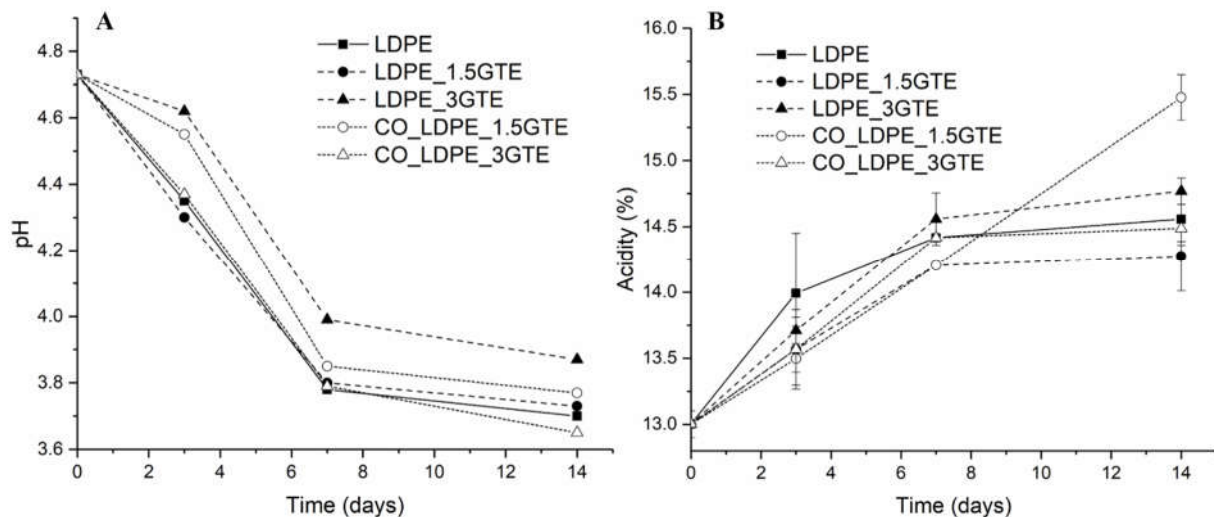 A
4.8
4.6
4.4
4.2
4.0
3.8
3.6
pH
0 2 4 6 8 10 12 14
Time (days)
LDPE
LDPE_1.5GTE
LDPE_3GTE
CO_LDPE_1.5GTE
CO_LDPE_3GTE
B
16.0
15.5
15.0
14.5
14.0
13.5
13.0
Acidity (%)
0 2 4 6 8 10 12 14
Time (days)
LDPE
LDPE_1.5GTE
LDPE_3GTE
CO_LDPE_1.5GTE
CO_LDPE_3GTE